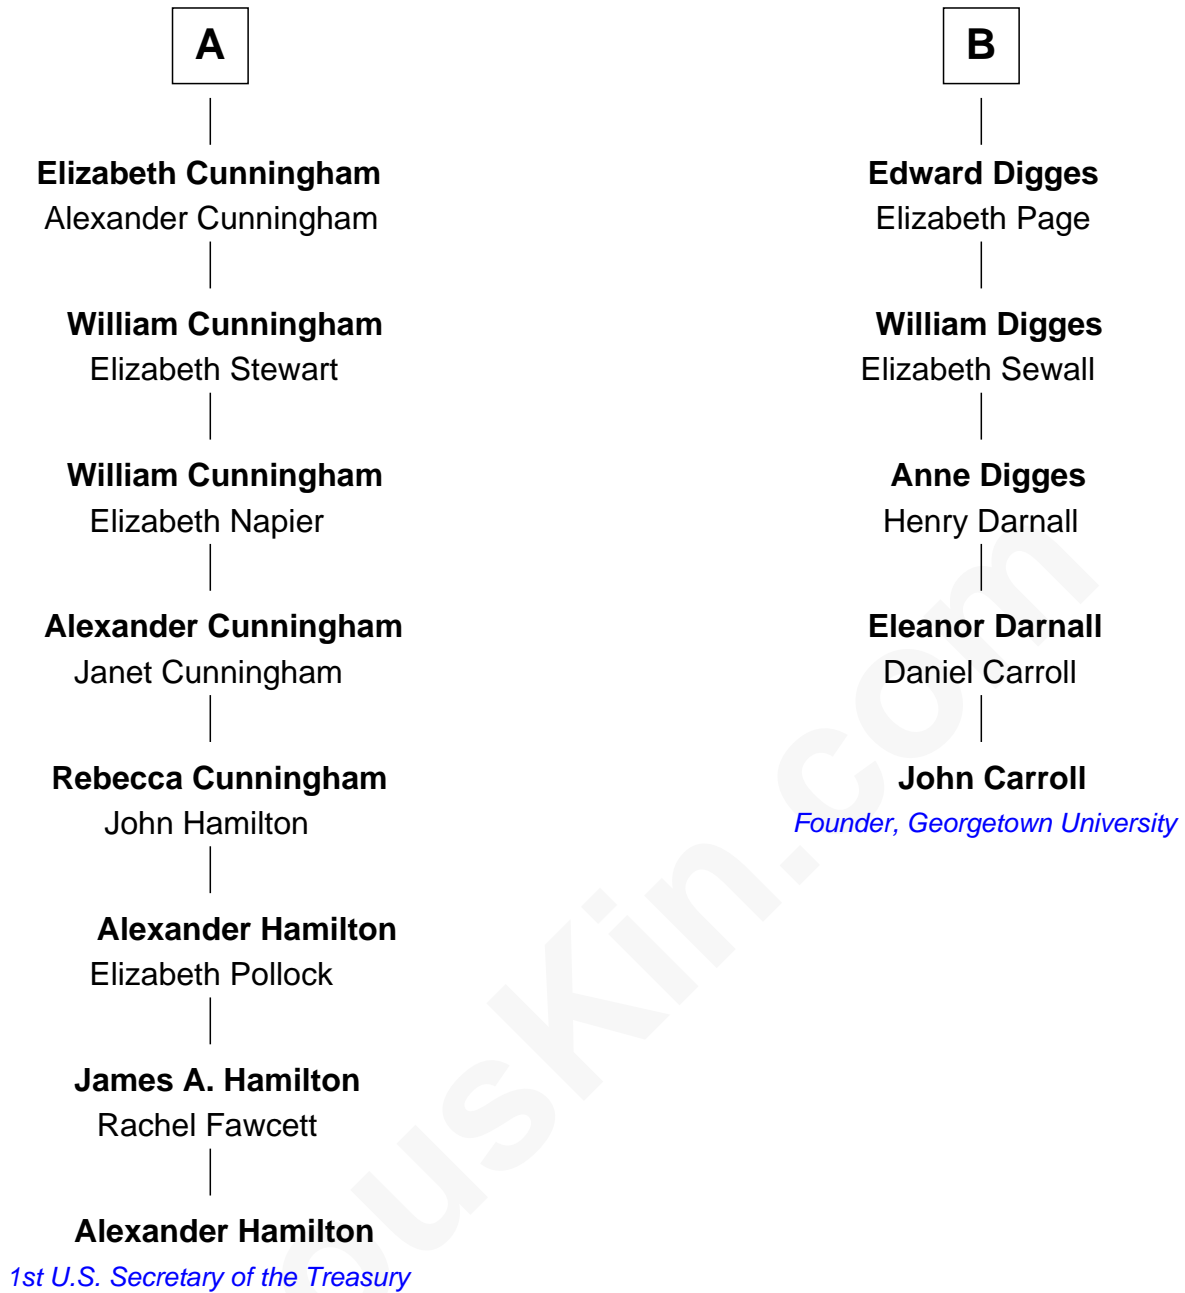 A
Elizabeth Cunningham
Alexander Cunningham
William Cunningham
Elizabeth Stewart
William Cunningham
Elizabeth Napier
Alexander Cunningham
Janet Cunningham
Rebecca Cunningham
John Hamilton
Alexander Hamilton
Elizabeth Pollock
James A. Hamilton
Rachel Fawcett
Alexander Hamilton
1st U.S. Secretary of the Treasury
B
Edward Digges
Elizabeth Page
William Digges
Elizabeth Sewall
Anne Digges
Henry Darnall
Eleanor Darnall
Daniel Carroll
John Carroll
Founder, Georgetown University
ousKin.com